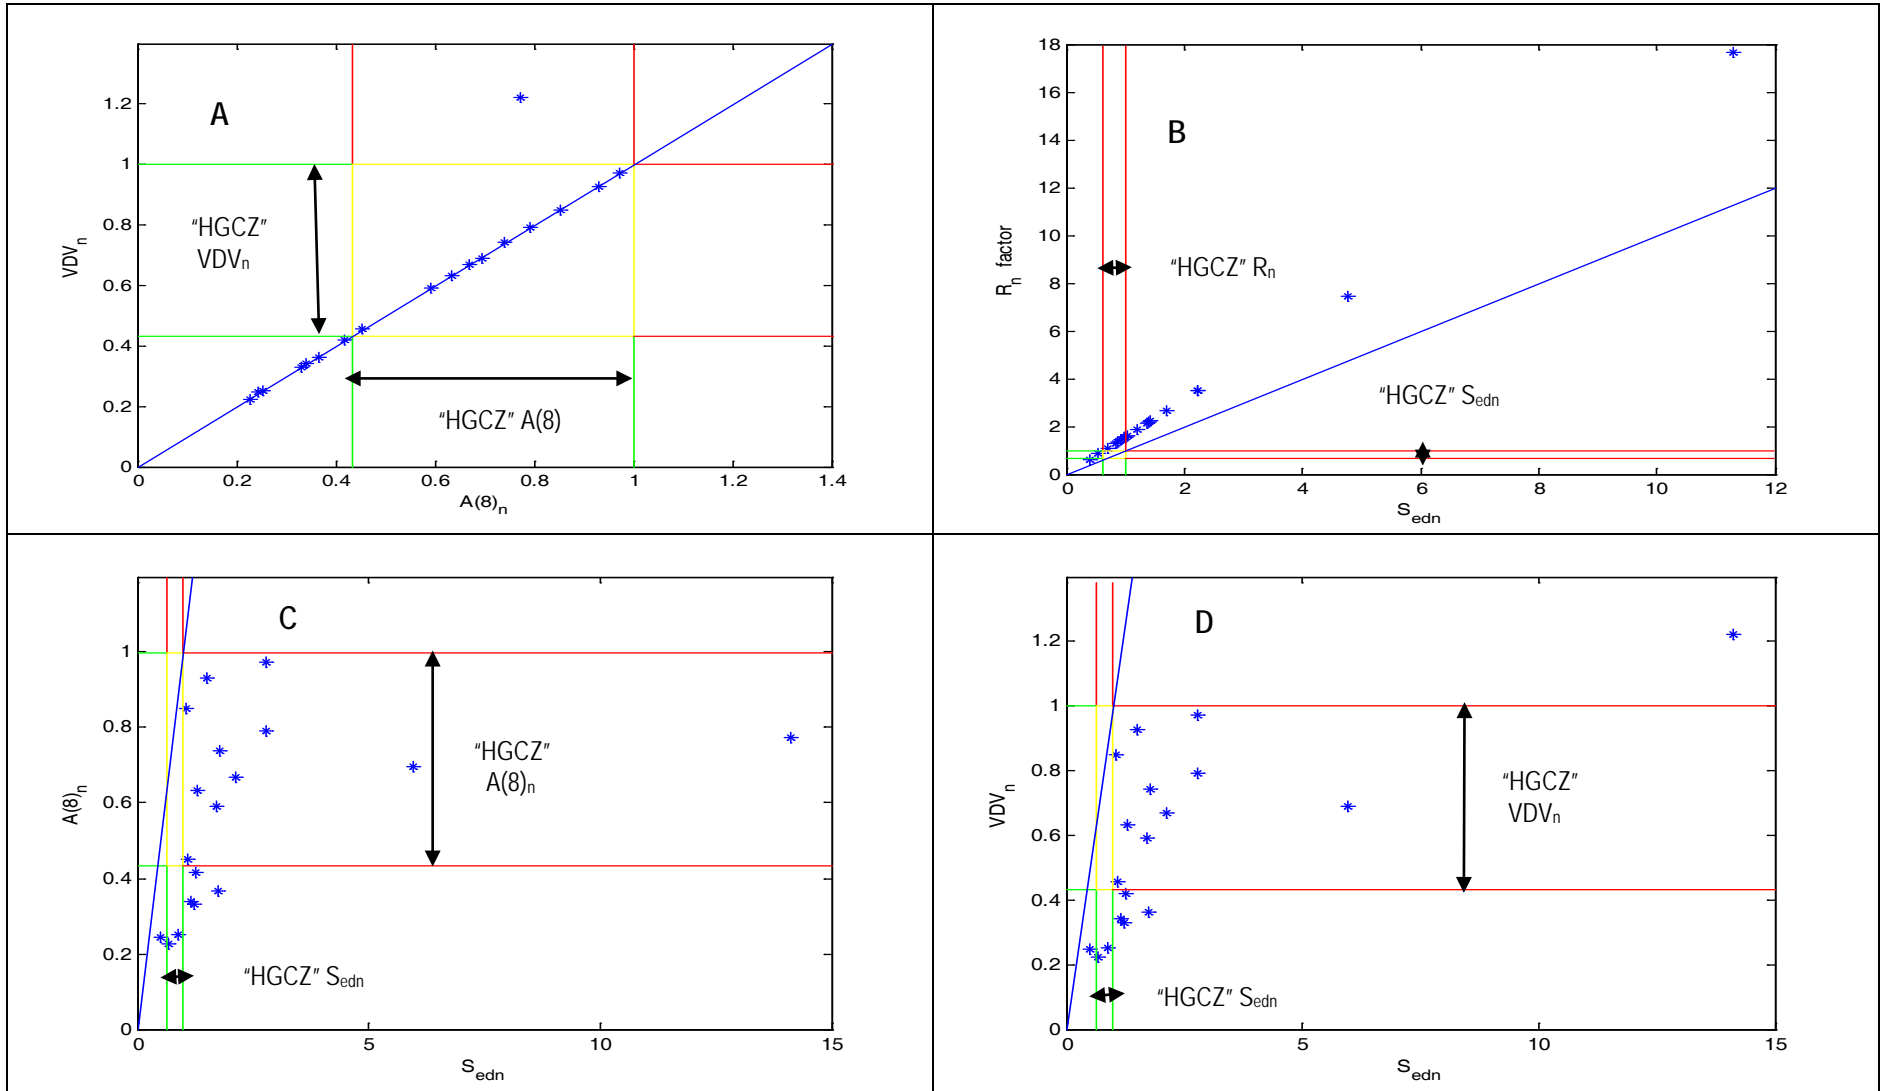 A
1.2
1
0.8
0.6
0.4
0.2
0
VDVn
"HGCZ"
VDVn
"HGCZ" A(8)
0 0.2 0.4 0.6 0.8 1 1.2 1.4
A(8)n
B
18
16
14
12
10
8
6
4
2
0
Rn factor
"HGCZ" Rn
"HGCZ" Sedn
0 2 4 6 8 10 12
Sedn
C
1
0.8
0.6
0.4
0.2
0
A(8)n
"HGCZ"
A(8)n
"HGCZ" Sedn
0 5 10 15
Sedn
D
1.2
1
0.8
0.6
0.4
0.2
0
VDVn
"HGCZ"
VDVn
"HGCZ" Sedn
0 5 10 15
Sedn